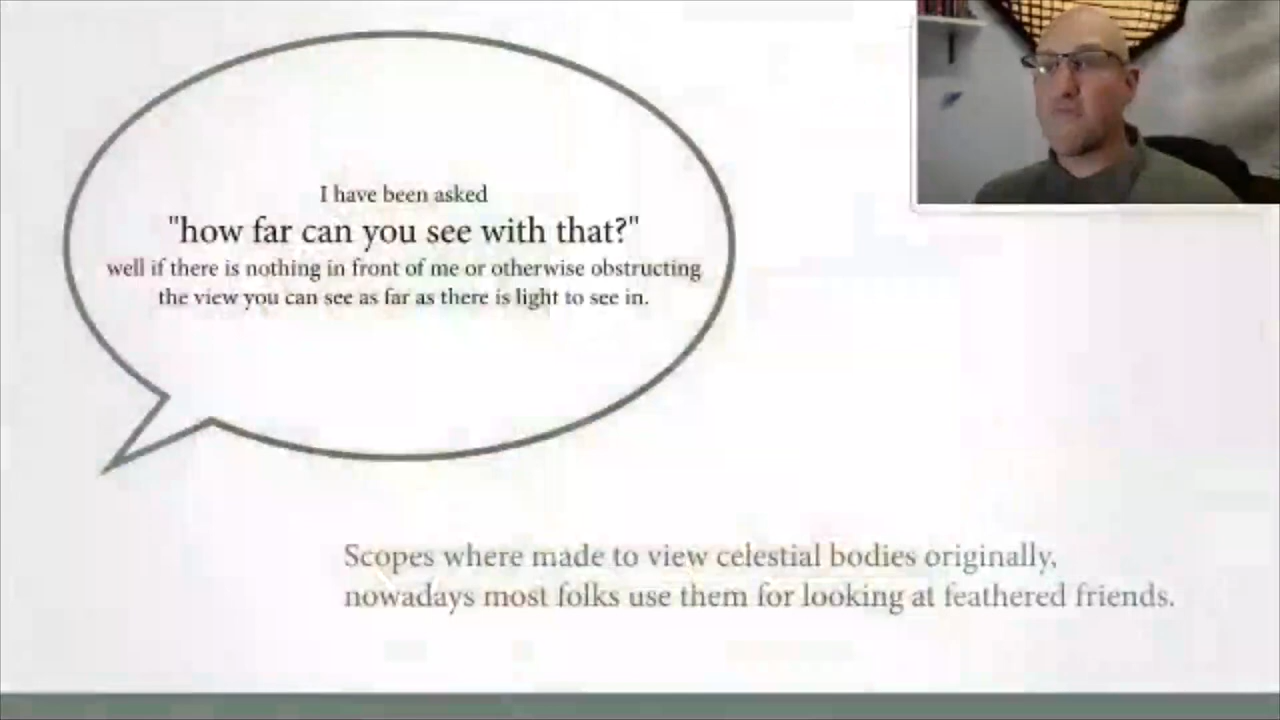 I have been asked
"how far can you see with that?"
well if there is nothing in front of me or otherwise obstructing
the view you can see as far as there is light to see in.
Scopes where made to view celestial bodies originally,
nowadays most folks use them for looking at feathered friends.